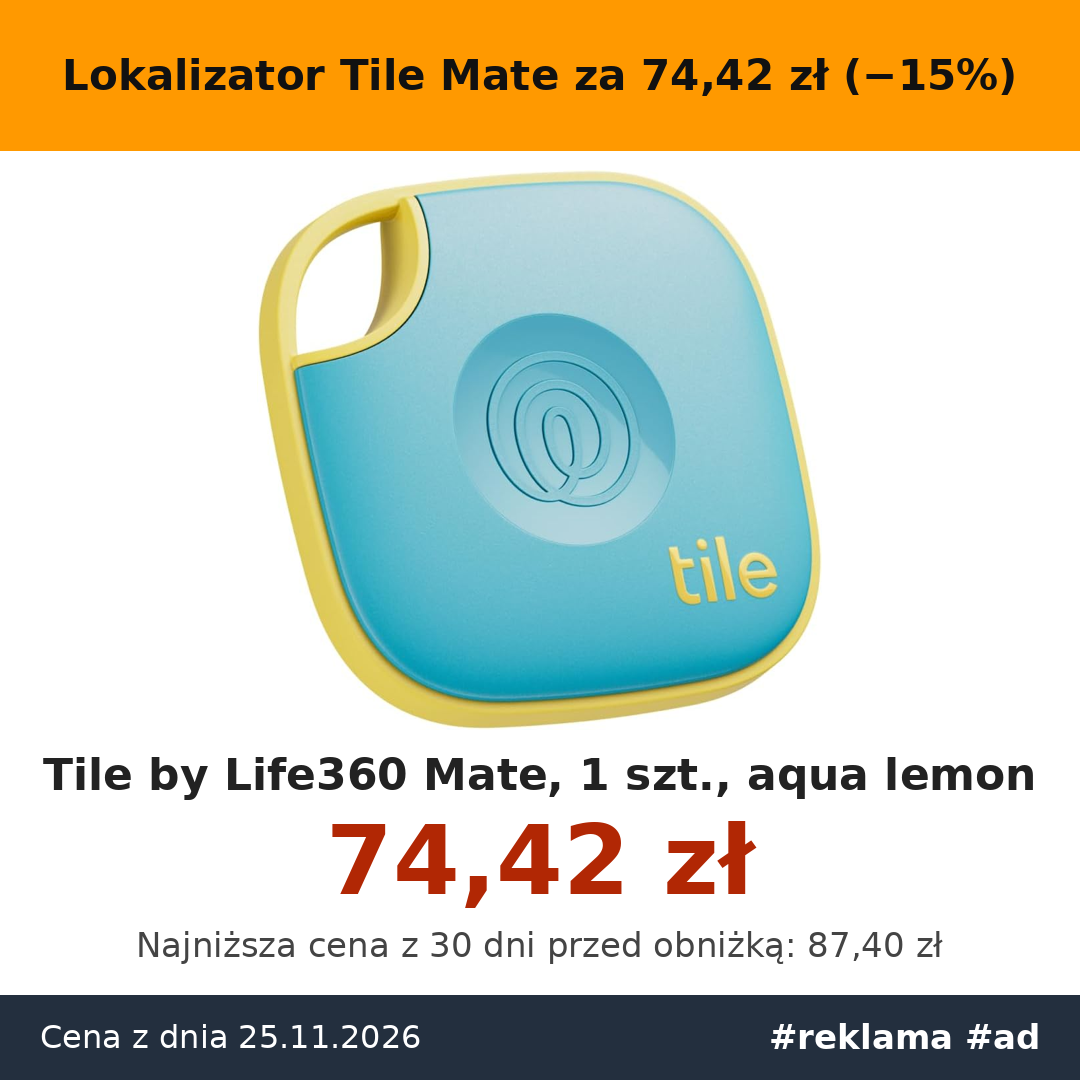 Lokalizator Tile Mate za 74,42 zł (−15%)
tile
Tile by Life360 Mate, 1 szt., aqua lemon
74,42 zł
Najniższa cena z 30 dni przed obniżką: 87,40 zł
Cena z dnia 25.11.2026
#reklama #ad